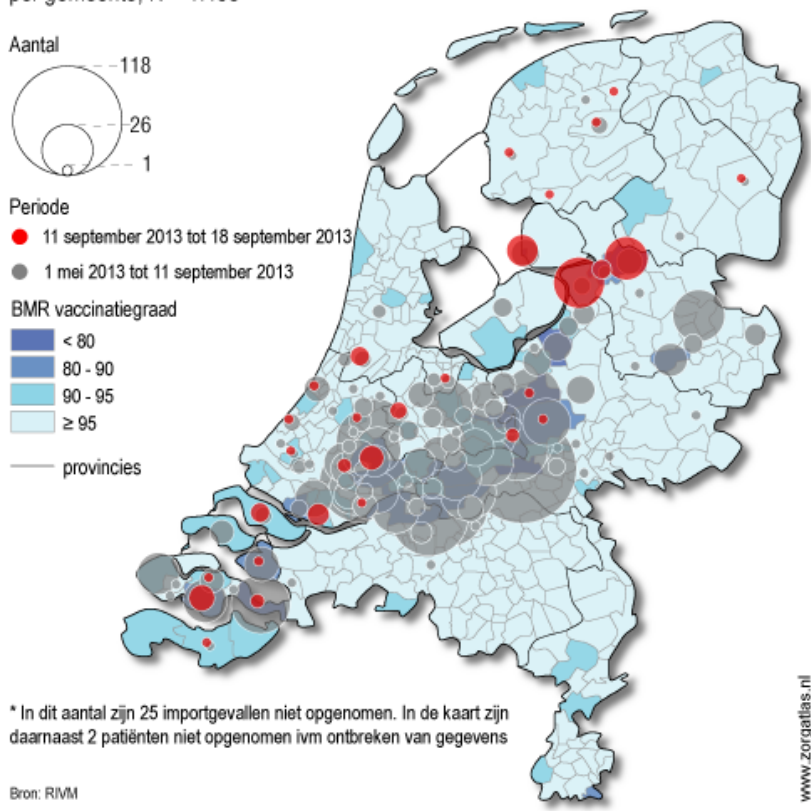 Aantal
118
26
1
Periode
11 september 2013 tot 18 september 2013
1 mei 2013 tot 11 september 2013
BMR vaccinatiegraad
< 80
80 - 90
90 - 95
≥ 95
provincies
* In dit aantal zijn 25 importgevallen niet opgenomen. In de kaart zijn
daarnaast 2 patiënten niet opgenomen ivm ontbreken van gegevens
Bron: RIVM
www.zorgatlas.nl